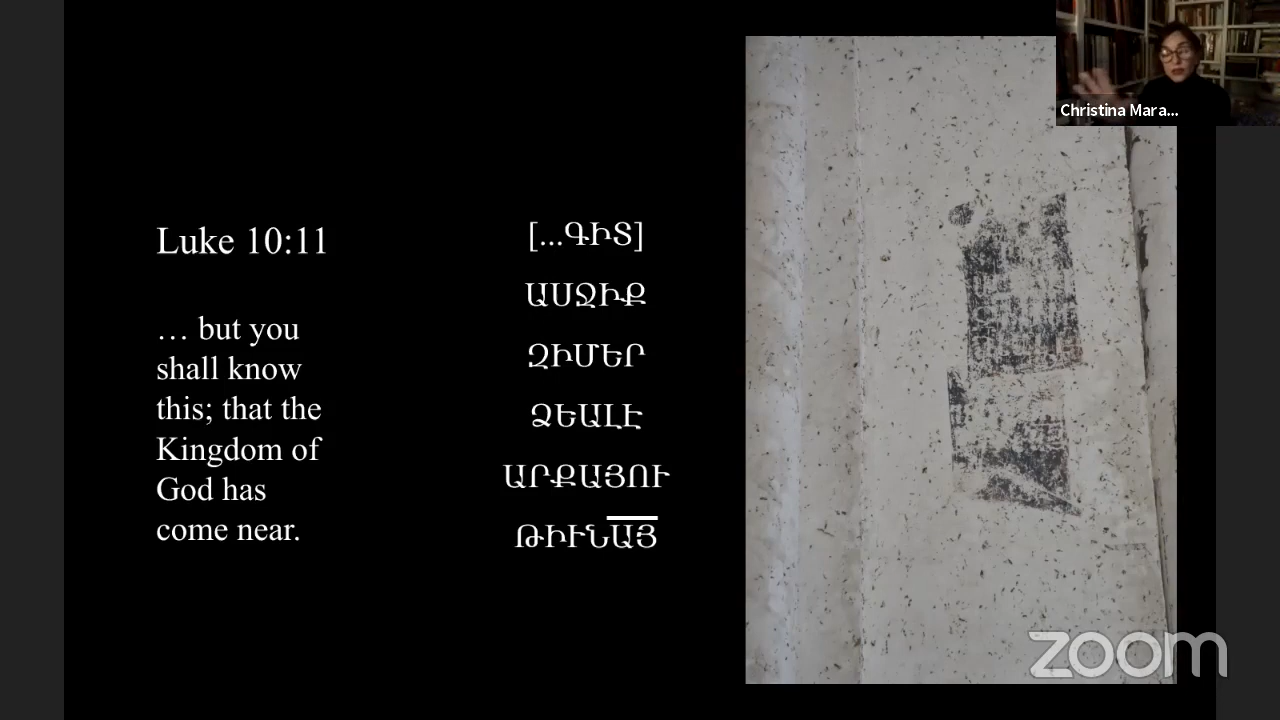 Christina Mara...
Luke 10:11
… but you
shall know
this; that the
Kingdom of
God has
come near.
[...ԳԻՏ]
ԱՍՋԻՔ
ԶԻՄԵՐ
ՁԵԱԼԷ
ԱՐՔԱՅՈՒ
ԹԻՒՆԱՅ
zoom